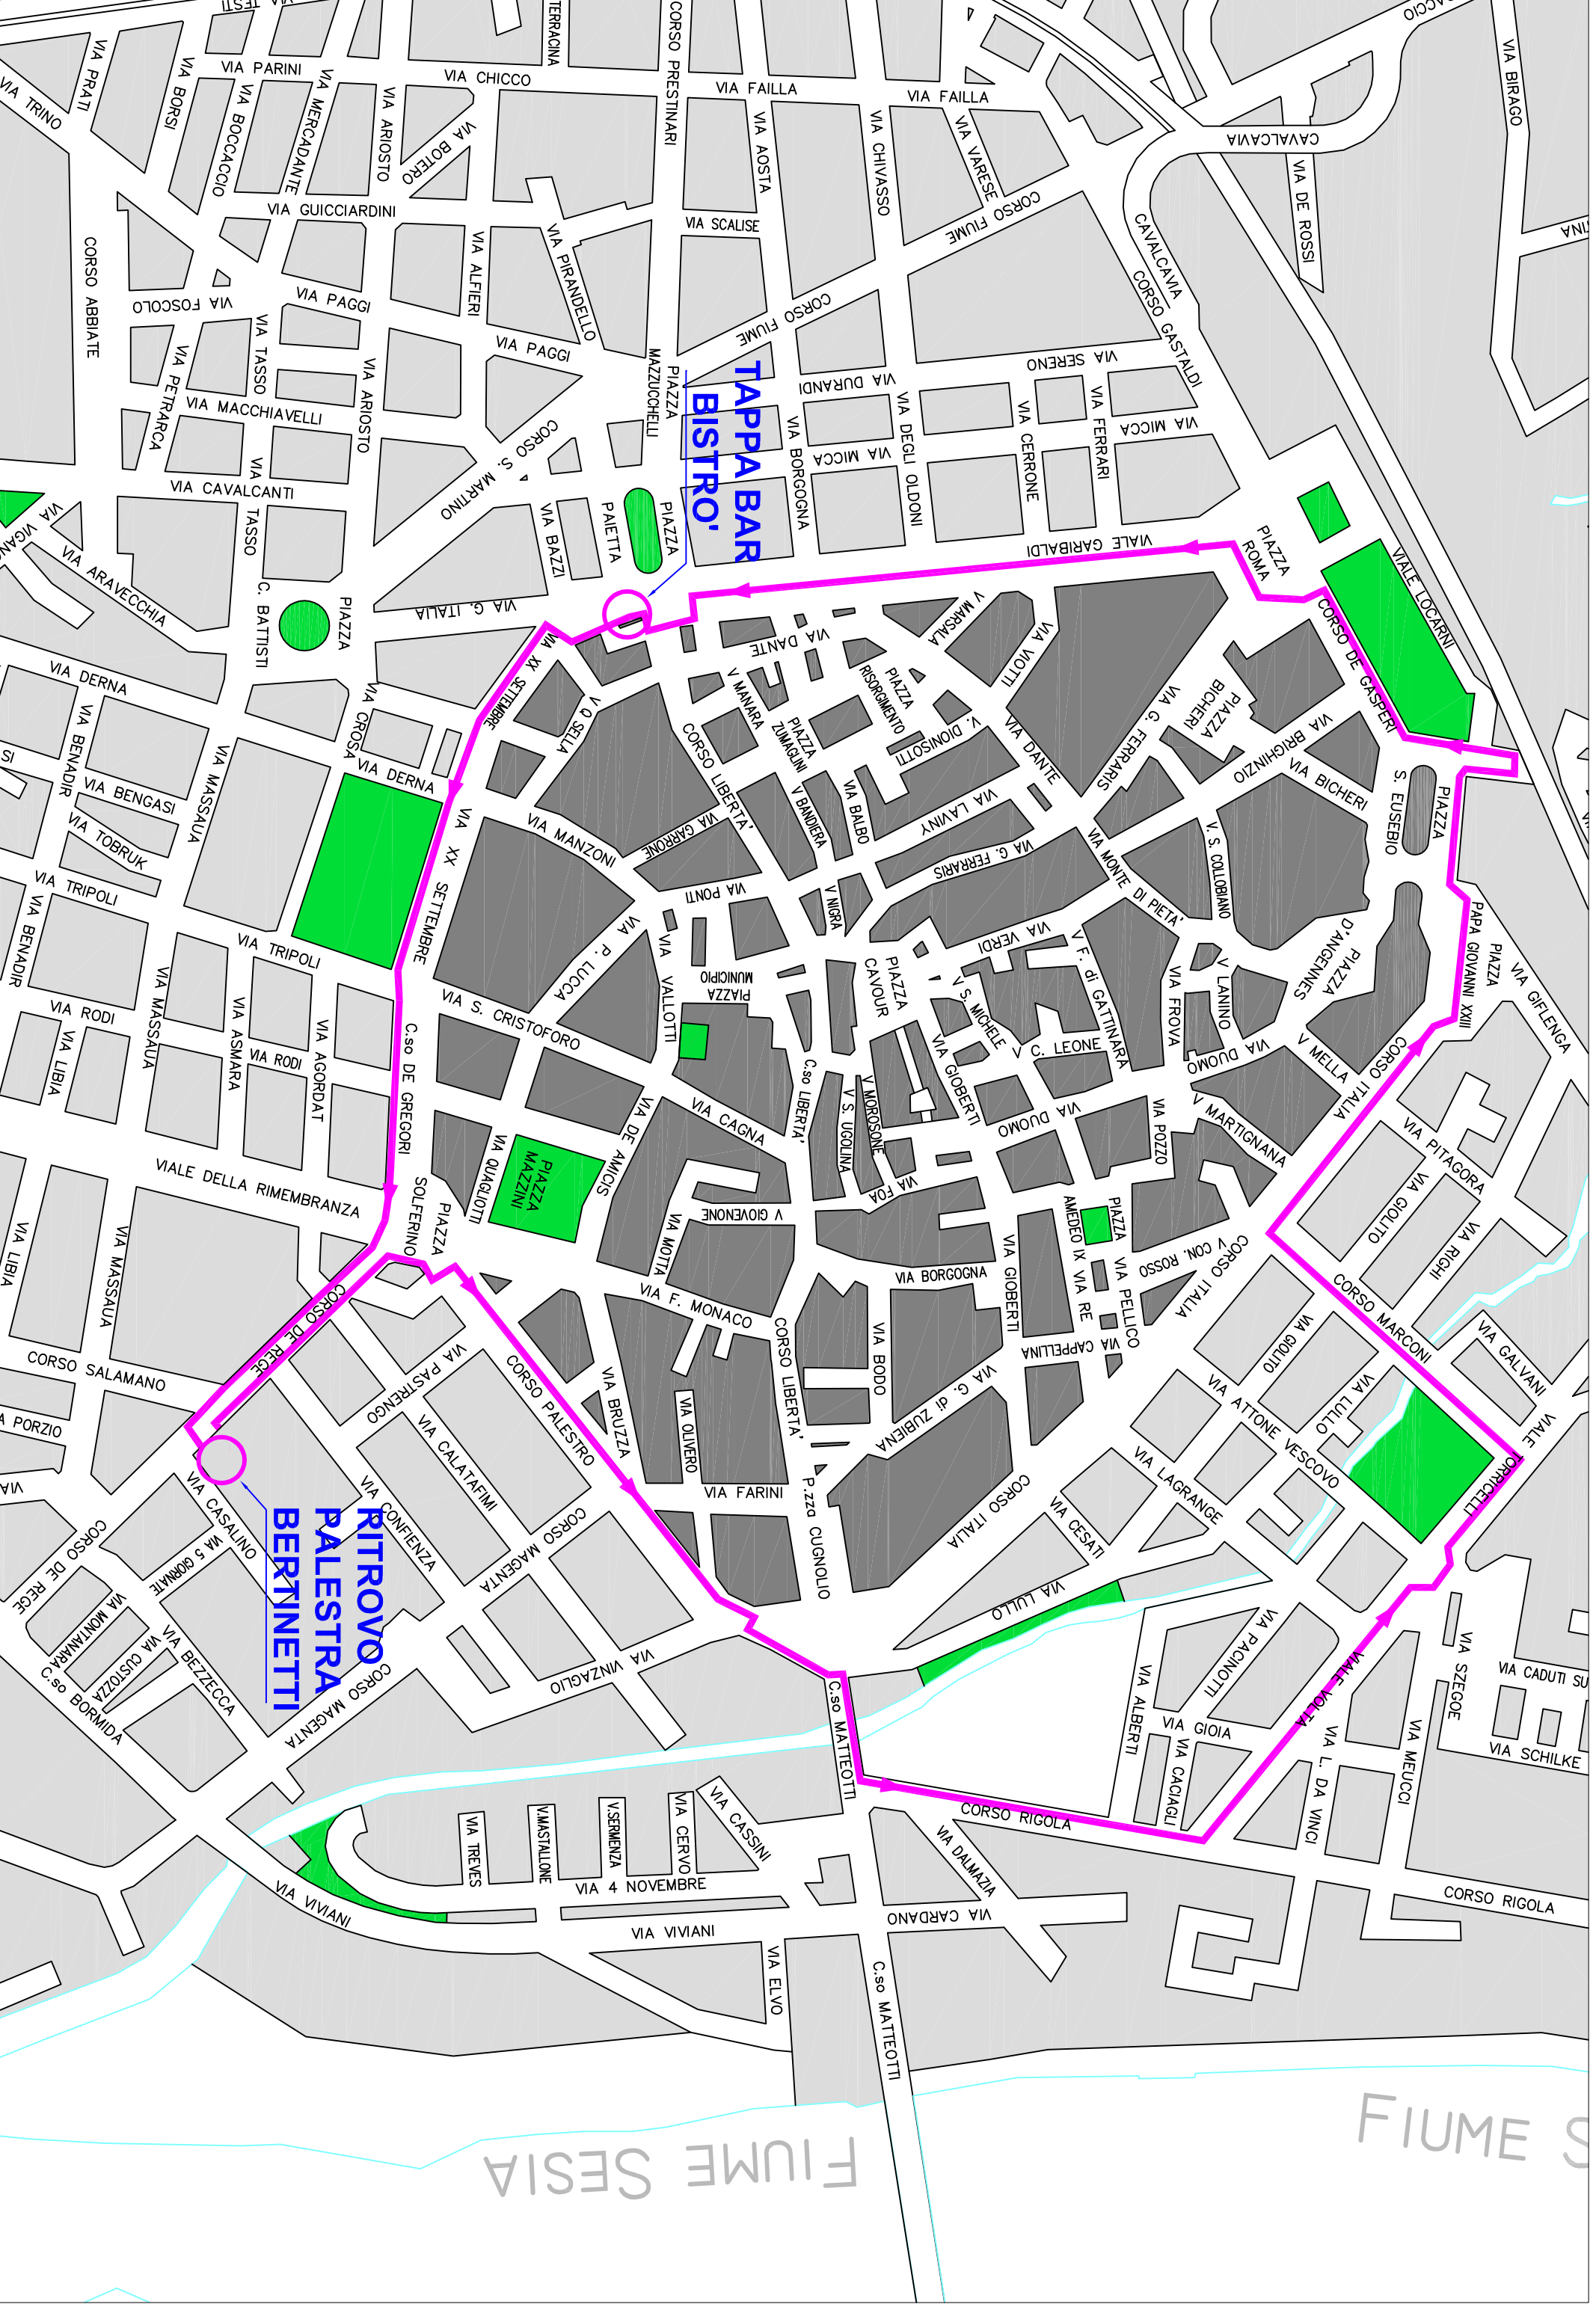 VIA TESTI
TERRACINA
CORSO PRESTINARI
VIA BIRAGO
VIA PRATI
VIA TRINO
VIA BORSI
VIA PARINI
VIA BOCCACCIO
VIA MERCADANTE
VIA ARIOSTO
VIA CHICCO
VIA BOTERO
VIA FAILLA
VIA AOSTA
VIA CHIVASSO
VIA FAILLA
VIA VARESE
CAVALCAVIA
VIA DE ROSSI
CORSO ABBIATE
VIA GUICCIARDINI
VIA FOSCOLO
VIA PAGGI
VIA ALFIERI
VIA PIRANDELLO
VIA SCALISE
CORSO FIUME
CORSO FIUME
CAVALCAVIA
CORSO GASTALDI
VIA TASSO
VIA PETRARCA
VIA MACCHIAVELLI
VIA ARIOSTO
VIA PAGGI
PIAZZA
MAZZUCCHELLI
TAPPA BAR
BISTRO'
VIA DURANDI
VIA SERENO
VIA MICCA
VIA MICCA
VIA BORGOGNA
VIA DEGLI OLDONI
VIA CERRONE
VIA FERRARI
VIA CAVALCANTI
VIA
TASSO
CORSO S. MARTINO
VIA BAZZI
PIAZZA
PAIETTA
VIALE GARIBALDI
PIAZZA
ROMA
VIALE LOCARNI
CORSO DE GASPERI
VIA VIGANO
VIA ARAVECCHIA
C. BATTISTI
PIAZZA
VIA G. ITALIA
VIA XX SETTEMBRE
V Q SELLA
VIA DANTE
V MARSALA
VIA VIOTTI
V MANARA
PIAZZA
RISORGIMENTO
PIAZZA
ZUMAGLINI
V. DIONISOTTI
VIA DANTE
VIA G. FERRARIS
PIAZZA
BICHERI
VIA BRIGHINZIO
VIA BICHERI
S. EUSEBIO
PIAZZA
VIA DERNA
VIA CROSA
VIA DERNA
VIA BENADIR
VIA BENGASI
VIA MASSAUA
VIA TOBRUK
VIA TRIPOLI
VIA BENADIR
VIA XX SETTEMBRE
VIA MANZONI
VIA GARRONE
CORSO LIBERTA'
V BANDIERA
VIA BALBO
VIA LAVINY
VIA G. FERRARIS
VIA MONTE DI PIETA'
V. S. COLLOBIANO
VIA PONTI
V NIGRA
VIA VERDI
V F. di GATTINARA
PIAZZA
D'ANGENNES
PIAZZA
PAPA GIOVANNI XXIII
VIA GIFLENGA
VIA TRIPOLI
VIA P. LUCCA
VIA VALLOTTI
PIAZZA
MUNICIPIO
PIAZZA
CAVOUR
V S. MICHELE
VIA FROVA
V LANINO
VIA RODI
VIA MASSAUA
VIA ASMARA
VIA AGORDAT
VIA LIBIA
VIA RODI
C.so DE GREGORI
VIA S. CRISTOFORO
C.so LIBERTA'
V S. UGOLINA
V MOROSONE
VIA GIOBERTI
V C. LEONE
VIA DUOMO
VIA DUOMO
V MELLA
CORSO ITALIA
VIA PITAGORA
VIA CAGNA
VIA DE AMICIS
VIA QUAGLIOTTI
PIAZZA
MAZZINI
VIA POZZO
V MARTIGNANA
VIA FOA
VIA GIOLITO
VIA RIGHI
VIALE DELLA RIMEMBRANZA
PIAZZA
SOLFERINO
V GIOVENONE
VIA MOTTA
VIA BORGOGNA
VIA GIOBERTI
PIAZZA
AMEDEO IX
VIA RE
VIA PELLICO
V CON. ROSSO
CORSO ITALIA
VIA LIBIA
VIA MASSAUA
CORSO DE REGE
VIA F. MONACO
CORSO LIBERTA'
VIA BODO
VIA CAPPELLINA
CORSO MARCONI
VIA GIOLITO
VIA GALVANI
CORSO SALAMANO
VIA PASTRENGO
CORSO PALESTRO
VIA BRUZZA
VIA OLIVERO
VIA G. di ZUBIENA
VIA ATTONE VESCOVO
VIA LULLO
VIALE TORRICELLI
VIA CALATAFIMI
VIA CONFIENZA
CORSO MAGENTA
VIA FARINI
P.zza CUGNOLIO
CORSO ITALIA
VIA CESATI
VIA LAGRANGE
VIA CASALINO
VIA 5 GIORNATE
RITROVO
PALESTRA
BERTINETTI
CORSO DE REGE
VIA MONTANARA
VIA CUSTOZZA
VIA BEZZECCA
C.so BORMIDA
CORSO MAGENTA
VIA VINZAGLIO
VIA LULLO
C.so MATTEOTTI
VIA ALBERTI
VIA PACINOTTI
VIA GIOIA
VIA CACIAGLI
VIALE VOLTA
VIA L. DA VINCI
VIA MEUCCI
VIA SZEGOE
VIA CADUTI SU
VIA SCHILKE
CORSO RIGOLA
CORSO RIGOLA
VIA TREVES
V.MASTALLONE
V.SERMENZA
VIA CERVO
VIA CASSINI
VIA DALMAZIA
VIA 4 NOVEMBRE
VIA VIVIANI
VIA VIVIANI
VIA CARDANO
VIA ELVO
C.so MATTEOTTI
FIUME SESIA
FIUME S